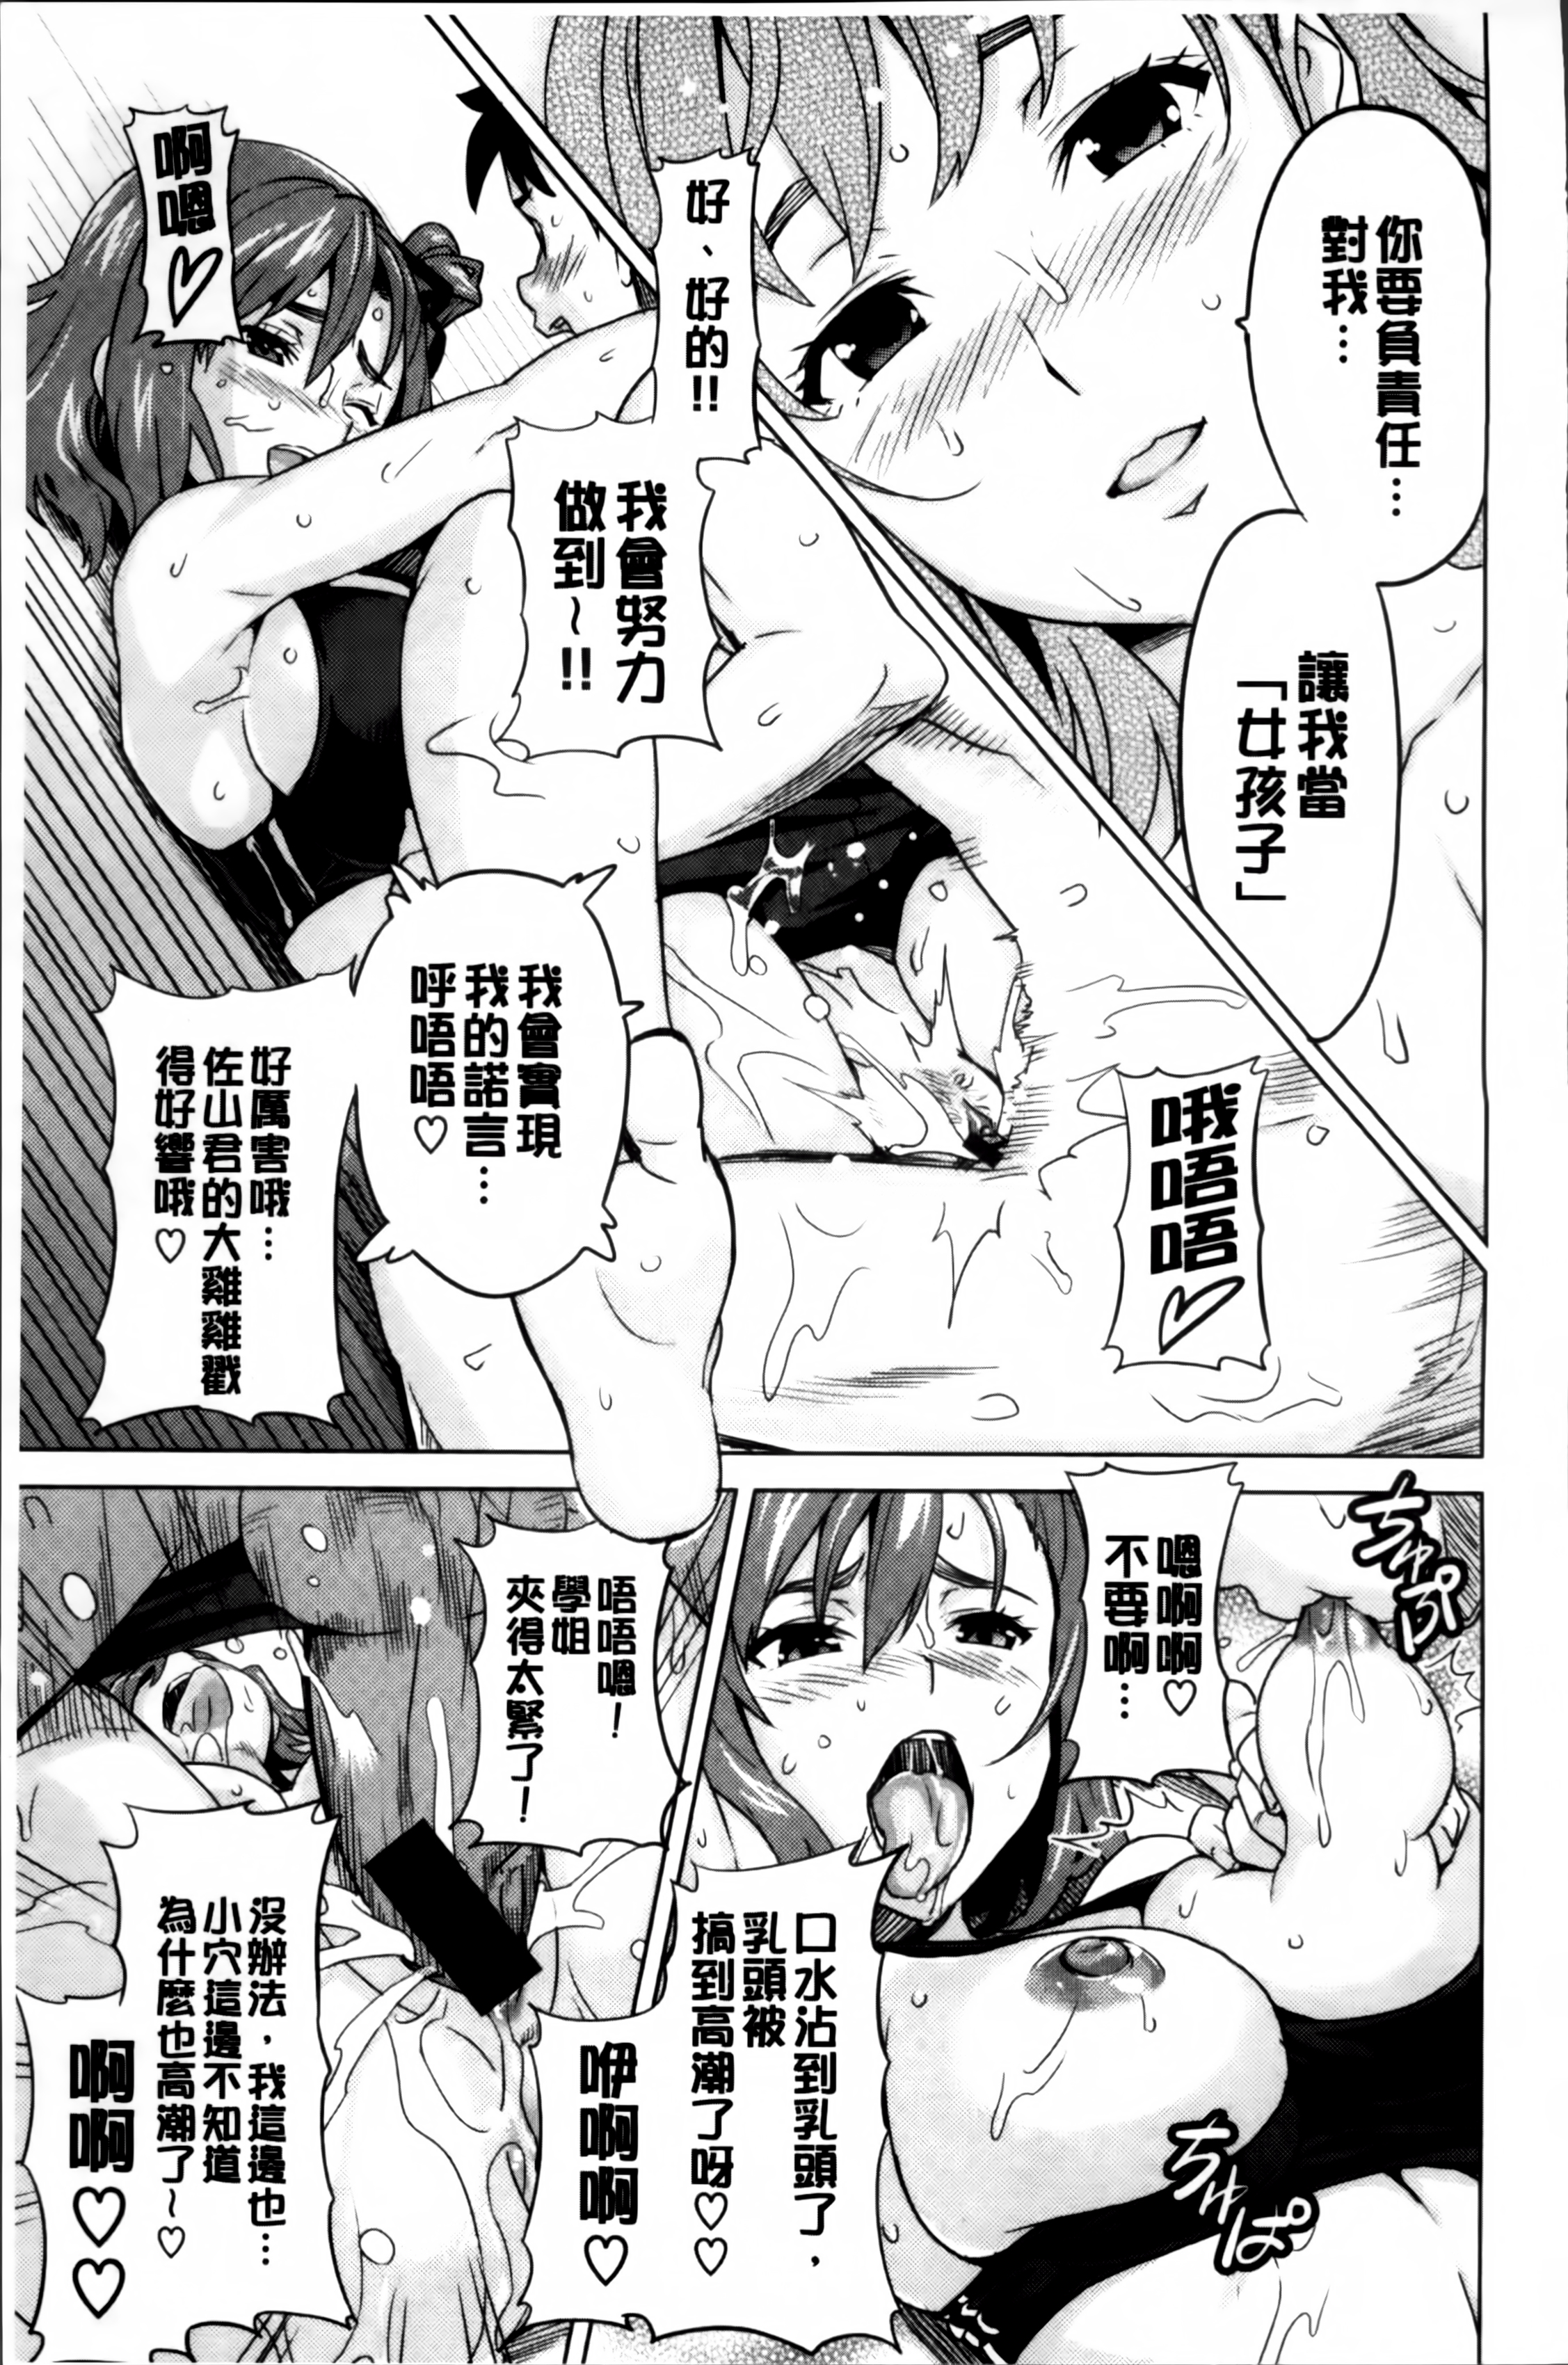 你要負責任…
對我…
讓我當
「女孩子」
好、好的!!
我會努力
做到~!!
啊嗯♡
哦唔唔♡
我會實現
我的諾言…
呼唔唔♡
好厲害哦…
佐山君的大雞雞戳
得好響哦♡
ちゅぷ
嗯啊啊♡
不要啊…
口水沾到乳頭了，
乳頭被
搞到高潮了呀♡♡
咿啊啊♡
ちゅぱ
唔唔嗯！
學姐
夾得太緊了！
沒辦法，我這邊也…
小穴這邊不知道
為什麼也高潮了~♡
啊啊♡♡